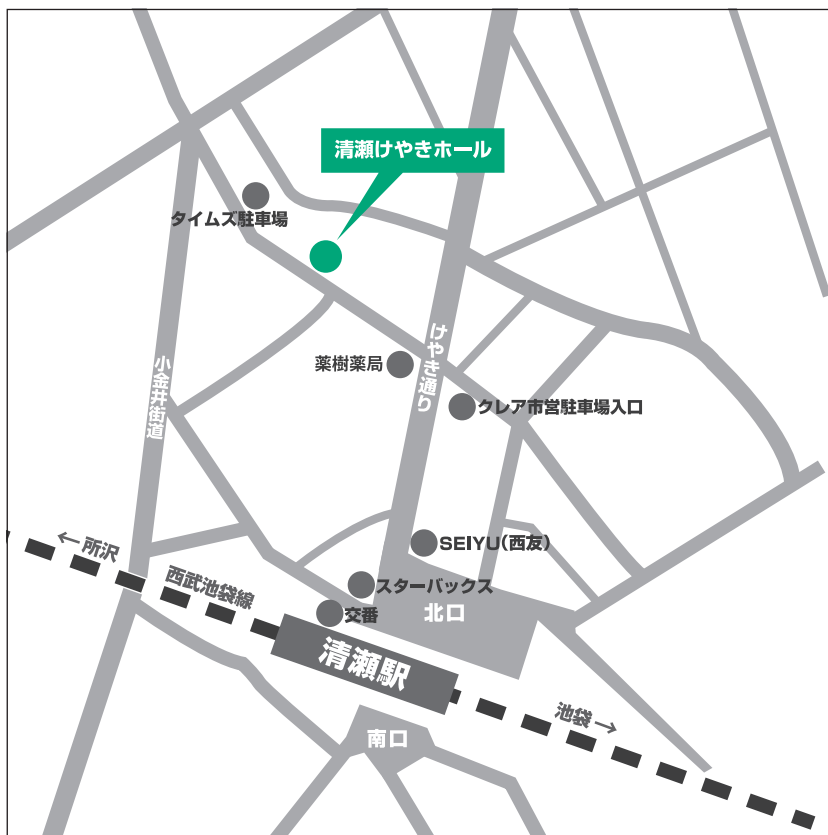 清瀬けやきホール
タイムズ駐車場
けやき通り
薬樹薬局
小金井街道
クレア市営駐車場入口
SEIYU(西友)
← 所沢
西武池袋線
スターバックス
交番
北口
清瀬駅
池袋 →
南口